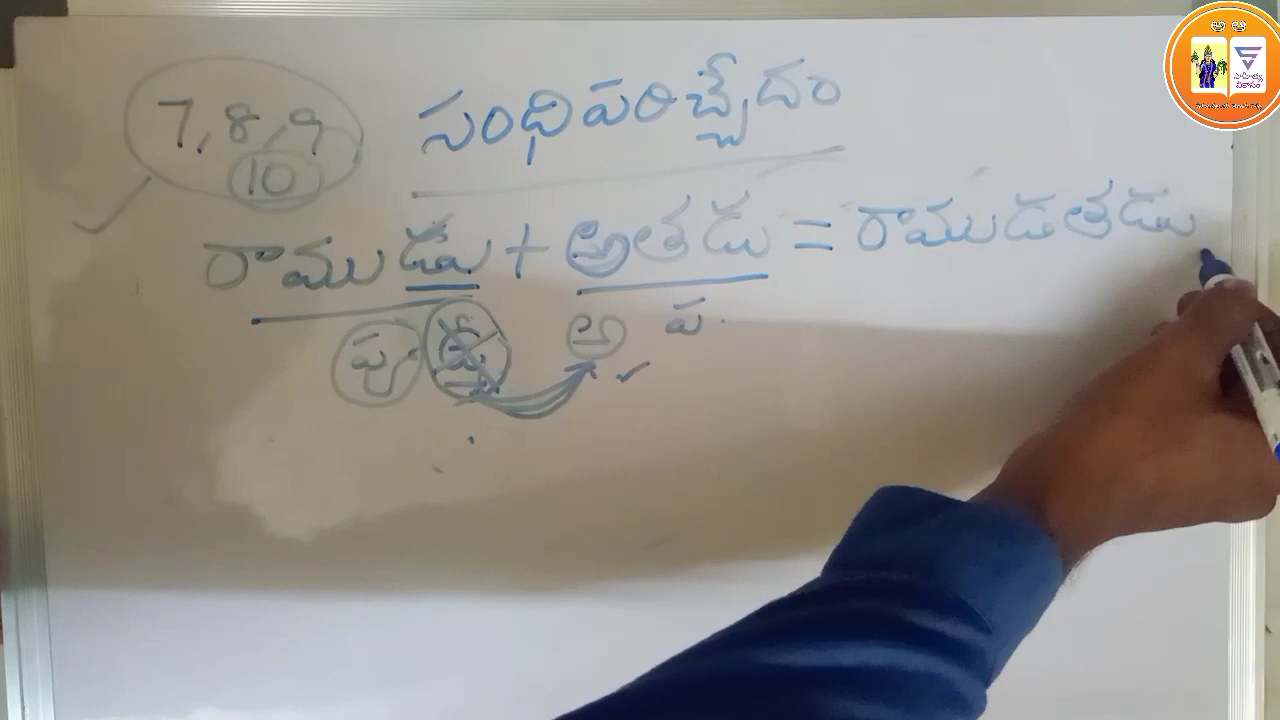 అ ఆ
7, 8, 9
10
సంధిపరిచ్ఛేదం
రాముడు + అతడు = రాముడతడు
పూ డు అ ప.